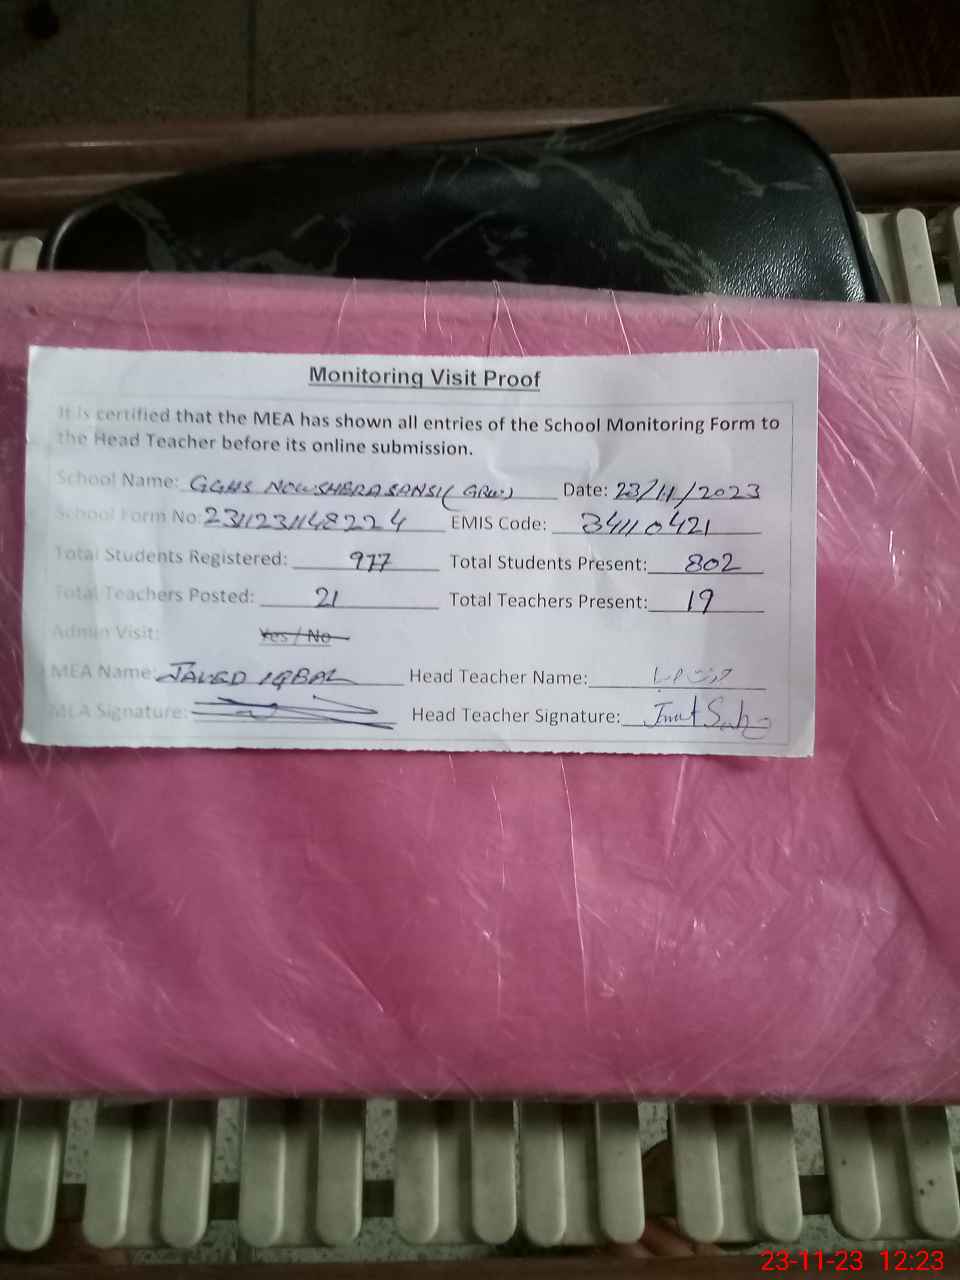 Monitoring Visit Proof
It is certified that the MEA has shown all entries of the School Monitoring Form to
the Head Teacher before its online submission.
School Name: GGHS NOWSHERA SANSI (GRW) Date: 23/11/2023
School Form No: 2311231148224 EMIS Code: 34110421
Total Students Registered: 977 Total Students Present: 802
Total Teachers Posted: 21 Total Teachers Present: 19
Admin Visit: Yes / No
MEA Name: JAVED IQBAL Head Teacher Name:
MEA Signature: Head Teacher Signature:
23-11-23 12:23